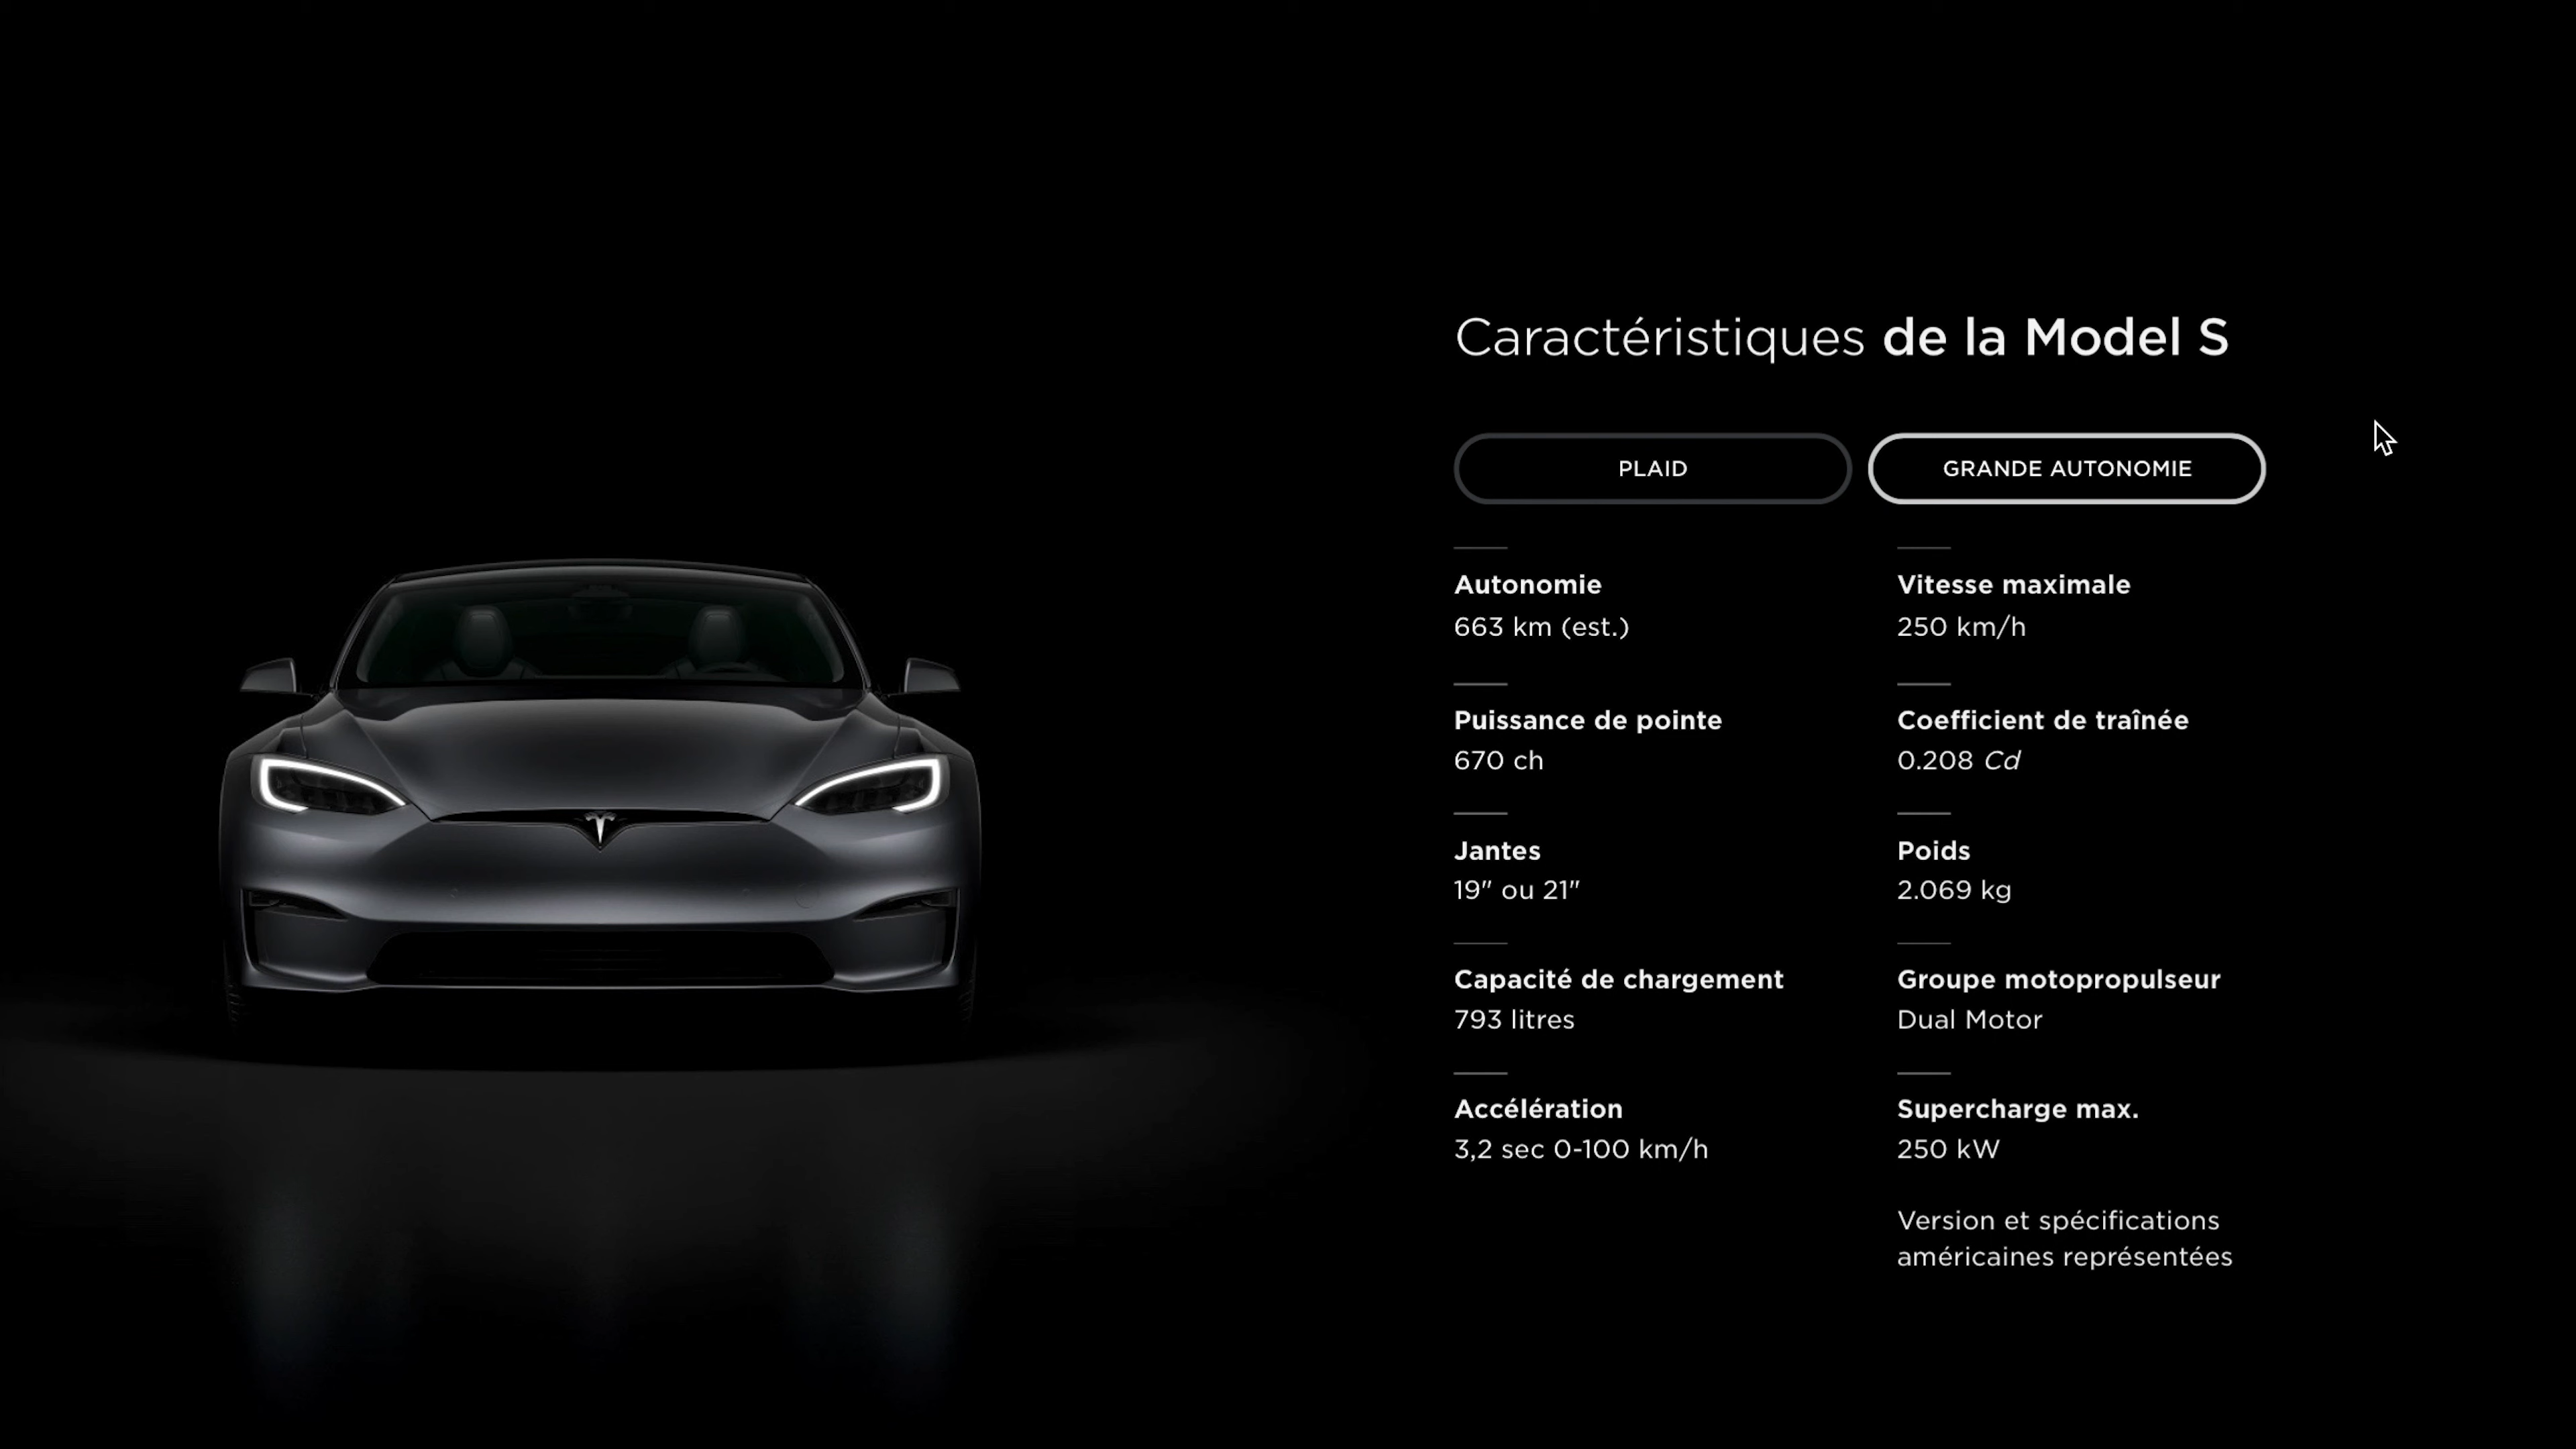 Caractéristiques de la Model S
PLAID
GRANDE AUTONOMIE
Autonomie
663 km (est.)
Vitesse maximale
250 km/h
Puissance de pointe
670 ch
Coefficient de traînée
0.208 Cd
Jantes
19" ou 21"
Poids
2.069 kg
Capacité de chargement
793 litres
Groupe motopropulseur
Dual Motor
Accélération
3,2 sec 0-100 km/h
Supercharge max.
250 kW
Version et spécifications
américaines représentées